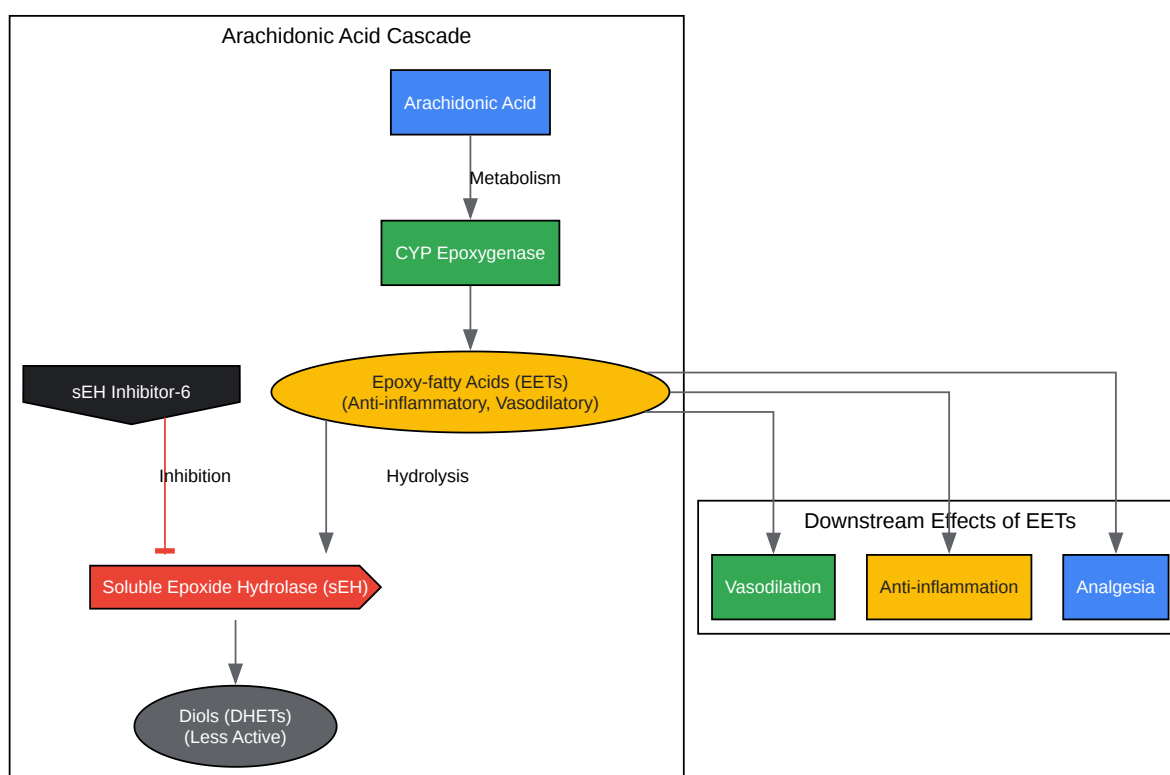 Arachidonic Acid Cascade
Arachidonic Acid
Metabolism
CYP Epoxygenase
sEH Inhibitor-6
Epoxy-fatty Acids (EETs)
(Anti-inflammatory, Vasodilatory)
Inhibition
Hydrolysis
Downstream Effects of EETs
Soluble Epoxide Hydrolase (sEH)
Vasodilation
Anti-inflammation
Analgesia
Diols (DHETs)
(Less Active)